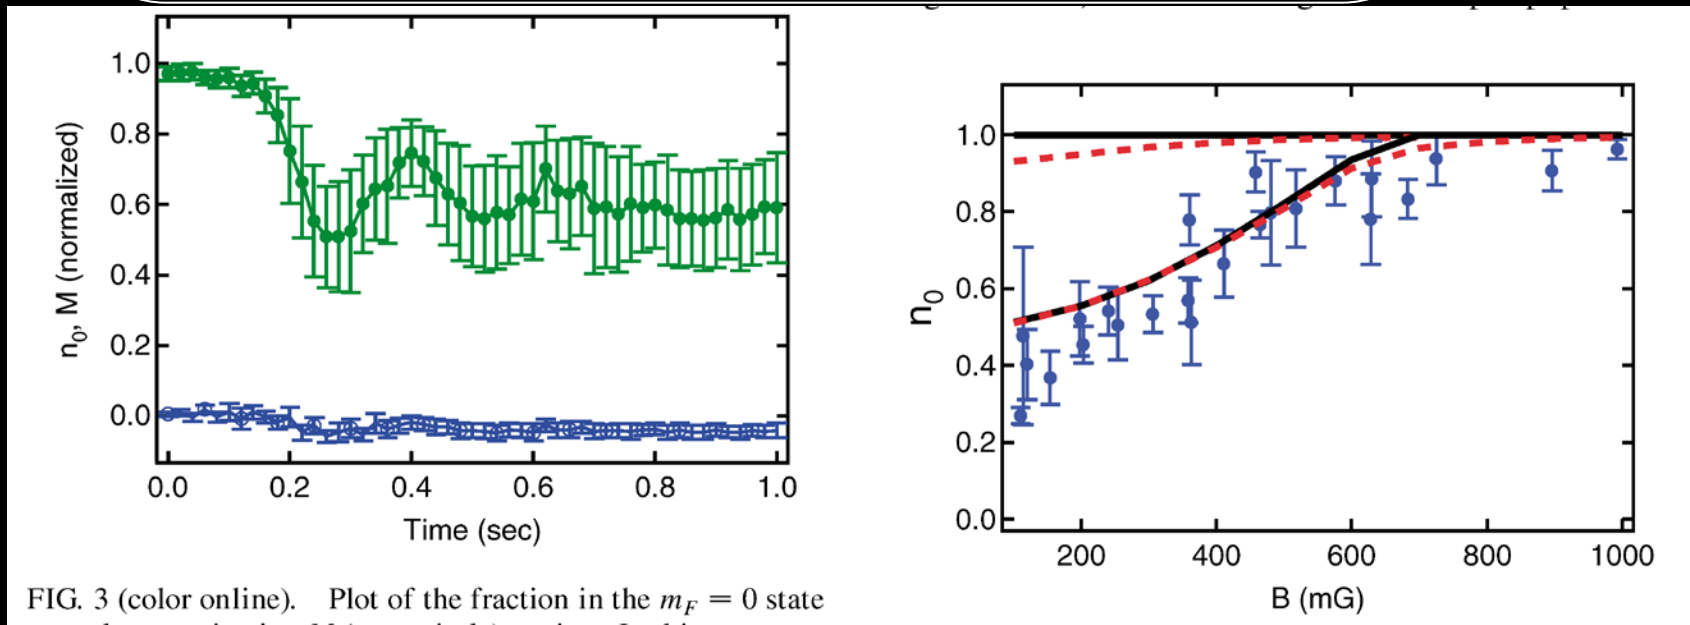 1.0
0.8
0.6
0.4
0.2
0.0
n0, M (normalized)
0.0 0.2 0.4 0.6 0.8 1.0
Time (sec)
FIG. 3 (color online). Plot of the fraction in the mF = 0 state
1.0
0.8
0.6
0.4
0.2
0.0
n0
200 400 600 800 1000
B (mG)